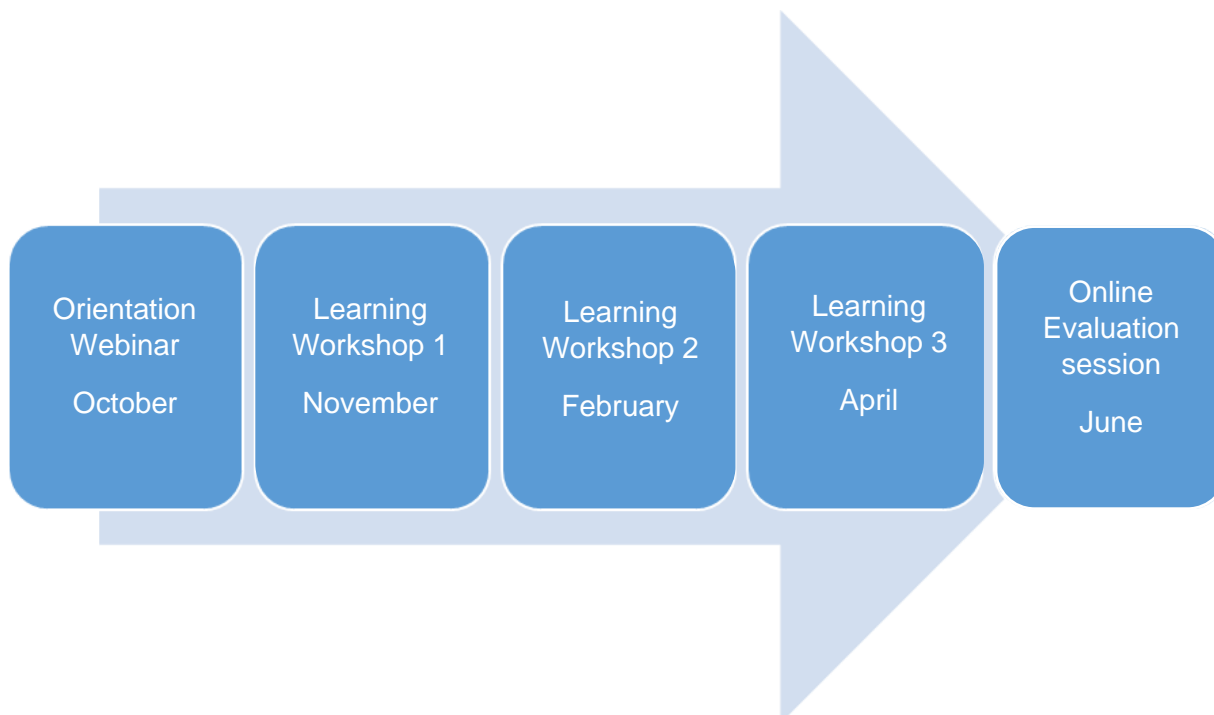 Orientation
Webinar
October
Learning
Workshop 1
November
Learning
Workshop 2
February
Learning
Workshop 3
April
Online
Evaluation
session
June